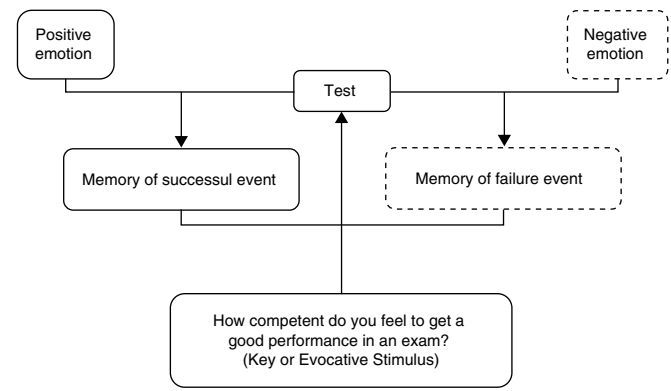 Positive
emotion
Negative
emotion
Test
Memory of successul event
Memory of failure event
How competent do you feel to get a
good performance in an exam?
(Key or Evocative Stimulus)